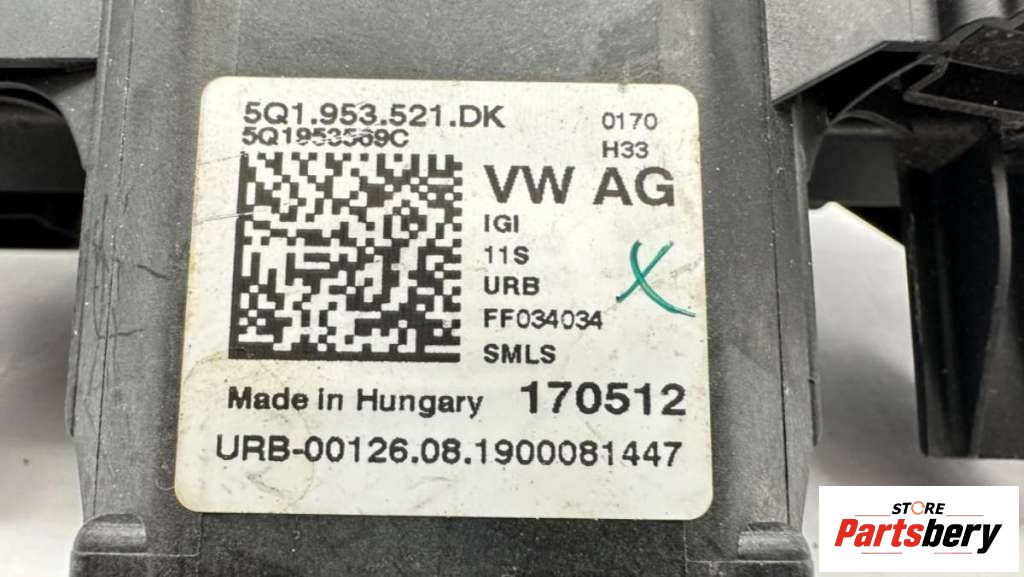 5Q1.953.521.DK
5Q1953569C
0170
H33
VW AG
IGI
11S
URB
X
FF034034
SMLS
Made in Hungary 170512
URB-00126.08.1900081447
STORE
Partsbery